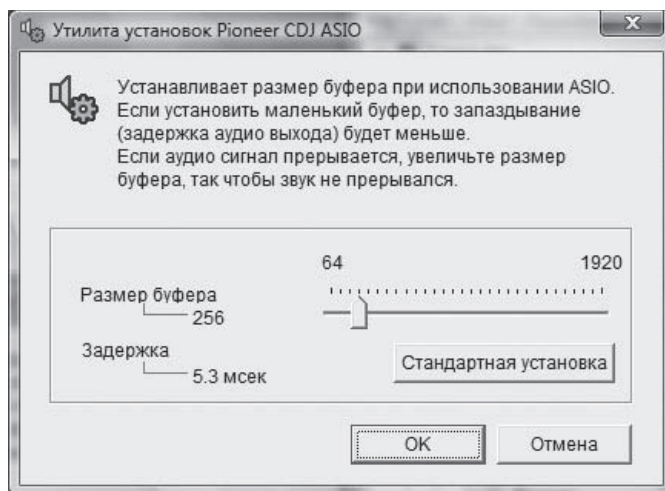 Утилита установок Pioneer CDJ ASIO
Устанавливает размер буфера при использовании ASIO.
Если установить маленький буфер, то запаздывание
(задержка аудио выхода) будет меньше.
Если аудио сигнал прерывается, увеличьте размер
буфера, так чтобы звук не прерывался.
64 1920
Размер буфера
256
Задержка
5.3 мсек
Стандартная установка
OK Отмена